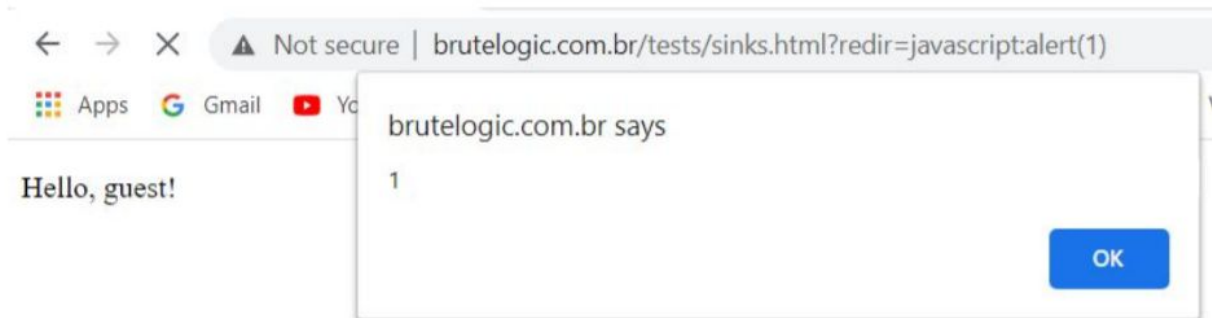 Not secure | brutelogic.com.br/tests/sinks.html?redir=javascript:alert(1)
Apps Gmail
brutelogic.com.br says
Hello, guest!
1
OK